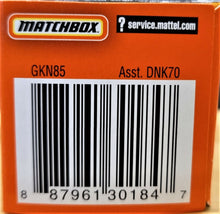 MATCHBOX
? service.mattel.com
GKN85 Asst. DNK70
8 87961 30184 7